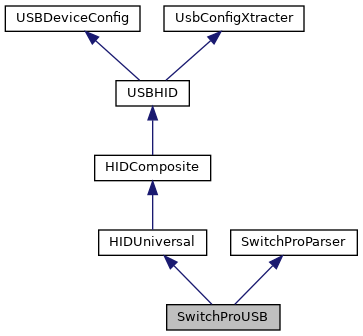 USBDeviceConfig
UsbConfigXtracter
USBHID
HIDComposite
HIDUniversal
SwitchProParser
SwitchProUSB